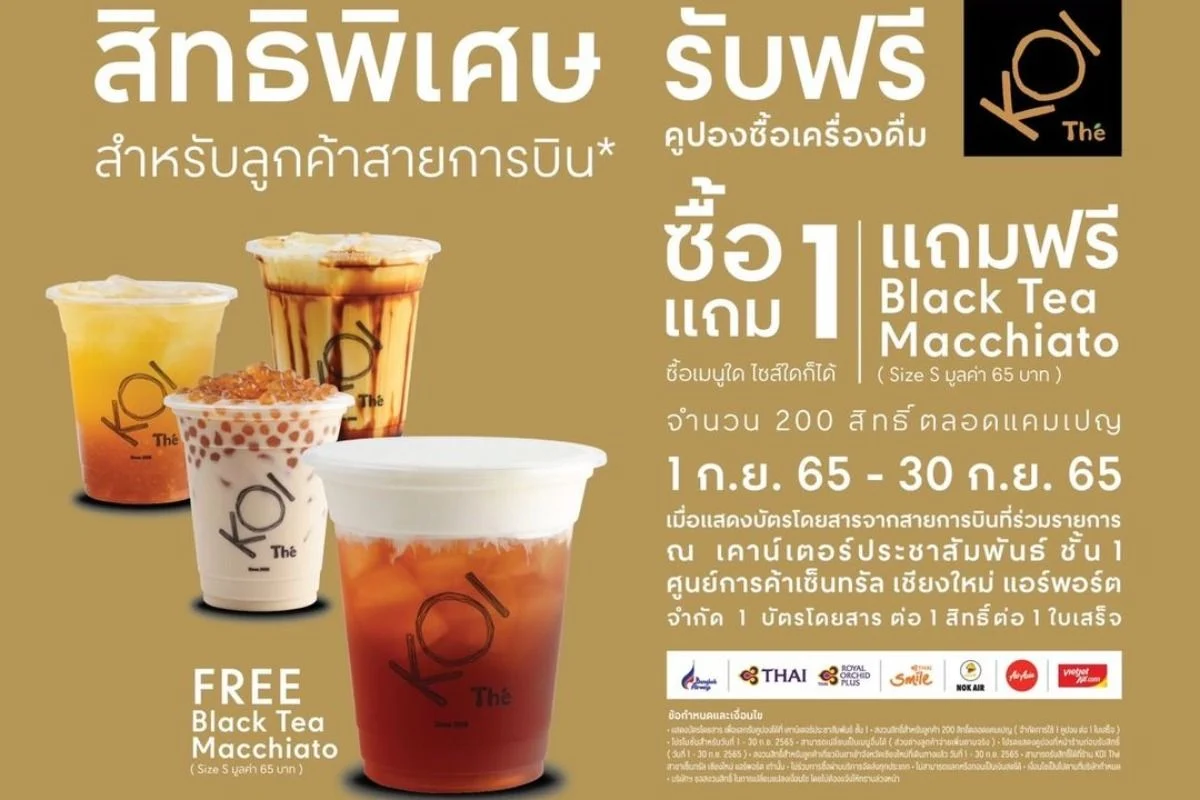 สิทธิพิเศษ
สำหรับลูกค้าสายการบิน*
KOI
Thé
KOI
Thé
KOI
Thé
KOI
Thé
FREE
Black Tea
Macchiato
( Size S มูลค่า 65 บาท )
รับฟรี
คูปองซื้อเครื่องดื่ม
KOI
Thé
ซื้อ 1
แถม
ซื้อเมนูใด ไซส์ใดก็ได้
แถมฟรี
Black Tea
Macchiato
( Size S มูลค่า 65 บาท )
จำนวน 200 สิทธิ์ ตลอดแคมเปญ
1 ก.ย. 65 - 30 ก.ย. 65
เมื่อแสดงบัตรโดยสารจากสายการบินที่ร่วมรายการ
ณ เคาน์เตอร์ประชาสัมพันธ์ ชั้น 1
ศูนย์การค้าเซ็นทรัล เชียงใหม่ แอร์พอร์ต
จำกัด 1 บัตรโดยสาร ต่อ 1 สิทธิ์ ต่อ 1 ใบเสร็จ
Bangkok Airways
THAI
ROYAL ORCHID PLUS
THAI Smile
NOK AIR
AirAsia
vietjet Air.com
ข้อกำหนดและเงื่อนไข